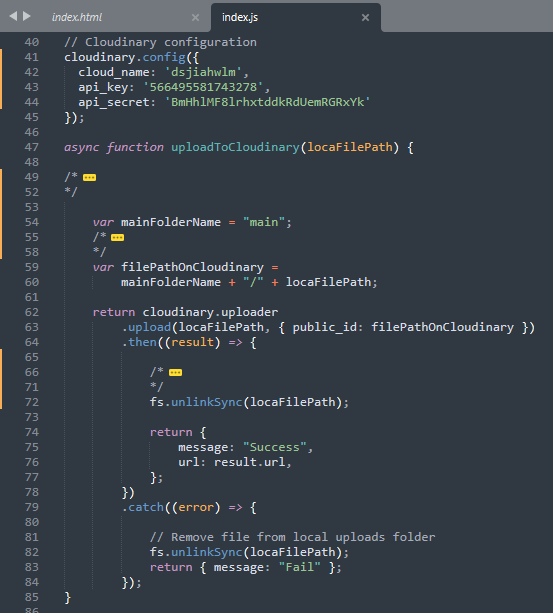 index.html × index.js ×
40 // Cloudinary configuration
41 cloudinary.config({
42 cloud_name: 'dsjiahwlm',
43 api_key: '566495581743278',
44 api_secret: 'BmHhlMF8lrhxtddkRdUemRGRxYk'
45 });
46
47 async function uploadToCloudinary(locaFilePath) {
48
49 /* ···
52 */
53
54 var mainFolderName = "main";
55 /* ···
58 */
59 var filePathOnCloudinary =
60 mainFolderName + "/" + locaFilePath;
61
62 return cloudinary.uploader
63 .upload(locaFilePath, { public_id: filePathOnCloudinary })
64 .then((result) => {
65
66 /* ···
71 */
72 fs.unlinkSync(locaFilePath);
73
74 return {
75 message: "Success",
76 url: result.url,
77 };
78 })
79 .catch((error) => {
80
81 // Remove file from local uploads folder
82 fs.unlinkSync(locaFilePath);
83 return { message: "Fail" };
84 });
85 }
86